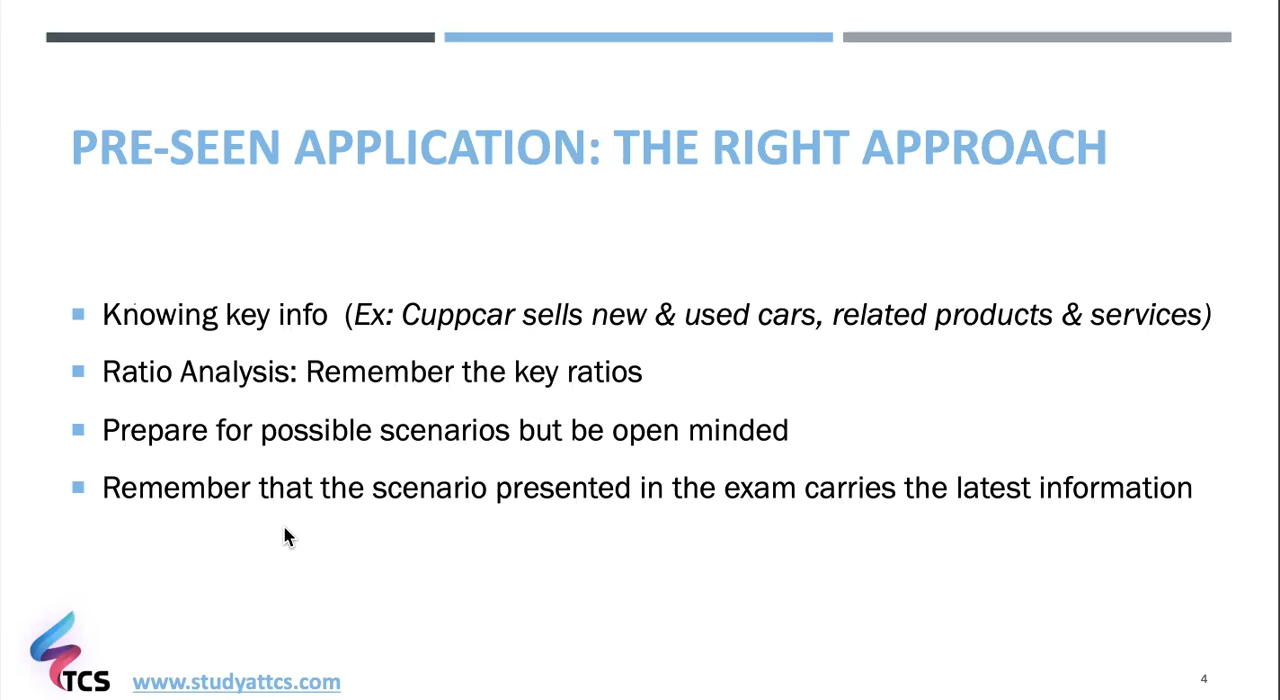 PRE-SEEN APPLICATION: THE RIGHT APPROACH
Knowing key info (Ex: Cuppcar sells new & used cars, related products & services)
Ratio Analysis: Remember the key ratios
Prepare for possible scenarios but be open minded
Remember that the scenario presented in the exam carries the latest information
TCS
www.studyattcs.com
4